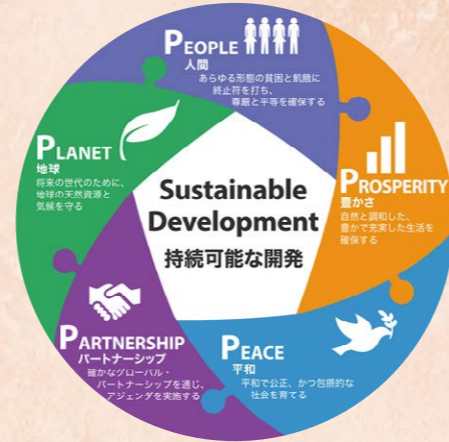 PEOPLE
人間
あらゆる形態の貧困と飢餓に
終止符を打ち、
尊厳と平等を確保する
PROSPERITY
豊かさ
自然と調和した、
豊かで充実した生活を
確保する
PEACE
平和
平和で公正、かつ包摂的な
社会を育てる
PARTNERSHIP
パートナーシップ
確かなグローバル・
パートナーシップを通じ、
アジェンダを実施する
PLANET
地球
将来の世代のために、
地球の天然資源と
気候を守る
Sustainable
Development
持続可能な開発